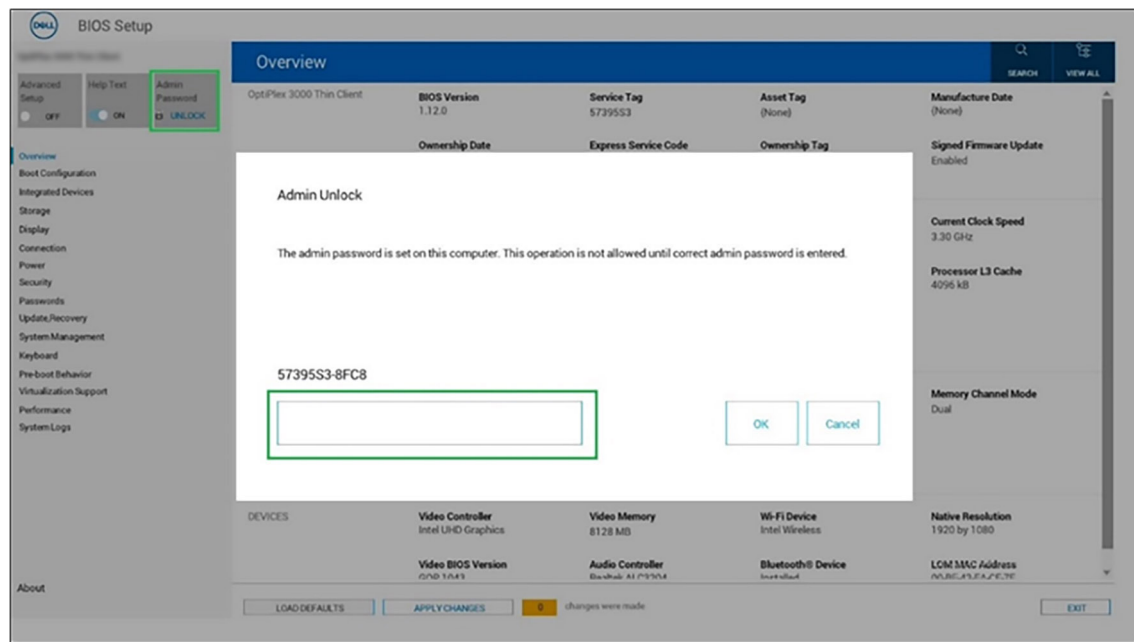 DELL BIOS Setup
Overview
SEARCH
VIEW ALL
Advanced Setup
OFF
Help Text
ON
Admin Password
UNLOCK
Overview
Boot Configuration
Integrated Devices
Storage
Display
Connection
Power
Security
Passwords
Update,Recovery
System Management
Keyboard
Pre-boot Behavior
Virtualization Support
Performance
System Logs
About
OptiPlex 3000 Thin Client
BIOS Version
1.12.0
Service Tag
57395S3
Asset Tag
(None)
Manufacture Date
(None)
Ownership Date
Express Service Code
Ownership Tag
Signed Firmware Update
Enabled
Current Clock Speed
3.30 GHz
Processor L3 Cache
4096 kB
Memory Channel Mode
Dual
Admin Unlock
The admin password is set on this computer. This operation is not allowed until correct admin password is entered.
57395S3-8FC8
OK
Cancel
DEVICES
Video Controller
Intel UHD Graphics
Video Memory
8128 MB
Wi-Fi Device
Intel Wireless
Native Resolution
1920 by 1080
Video BIOS Version
GOP 1043
Audio Controller
Realtek ALC3204
Bluetooth® Device
Installed
LOM MAC Address
LOAD DEFAULTS
APPLY CHANGES
0
changes were made
EXIT